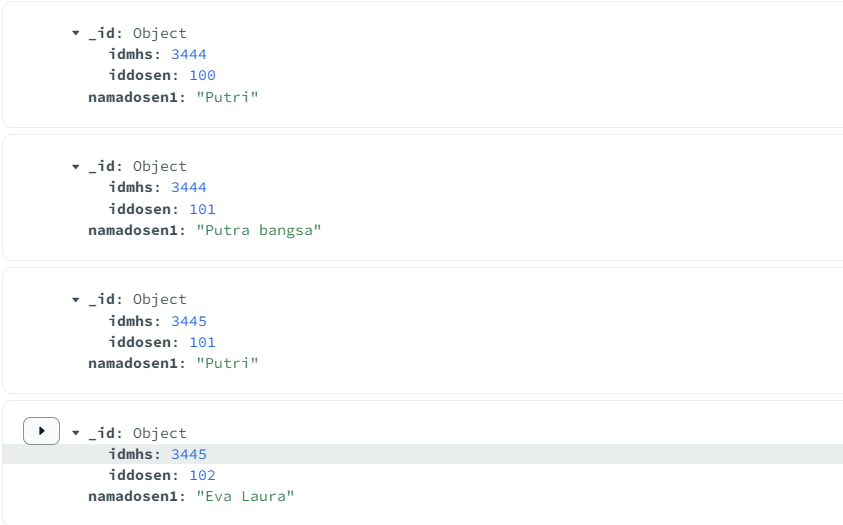 _id: Object
idmhs: 3444
iddosen: 100
namadosen1: "Putri"
_id: Object
idmhs: 3444
iddosen: 101
namadosen1: "Putra bangsa"
_id: Object
idmhs: 3445
iddosen: 101
namadosen1: "Putri"
_id: Object
idmhs: 3445
iddosen: 102
namadosen1: "Eva Laura"